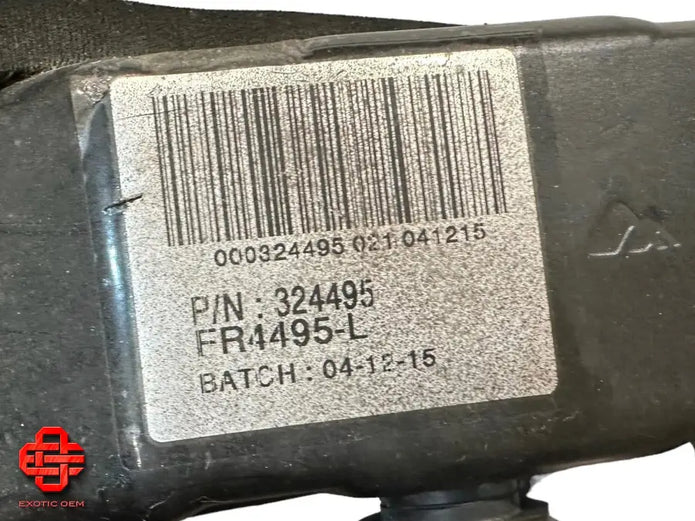 000324495 021 041215
P/N : 324495
FR4495-L
BATCH : 04-12-15
EXOTIC OEM